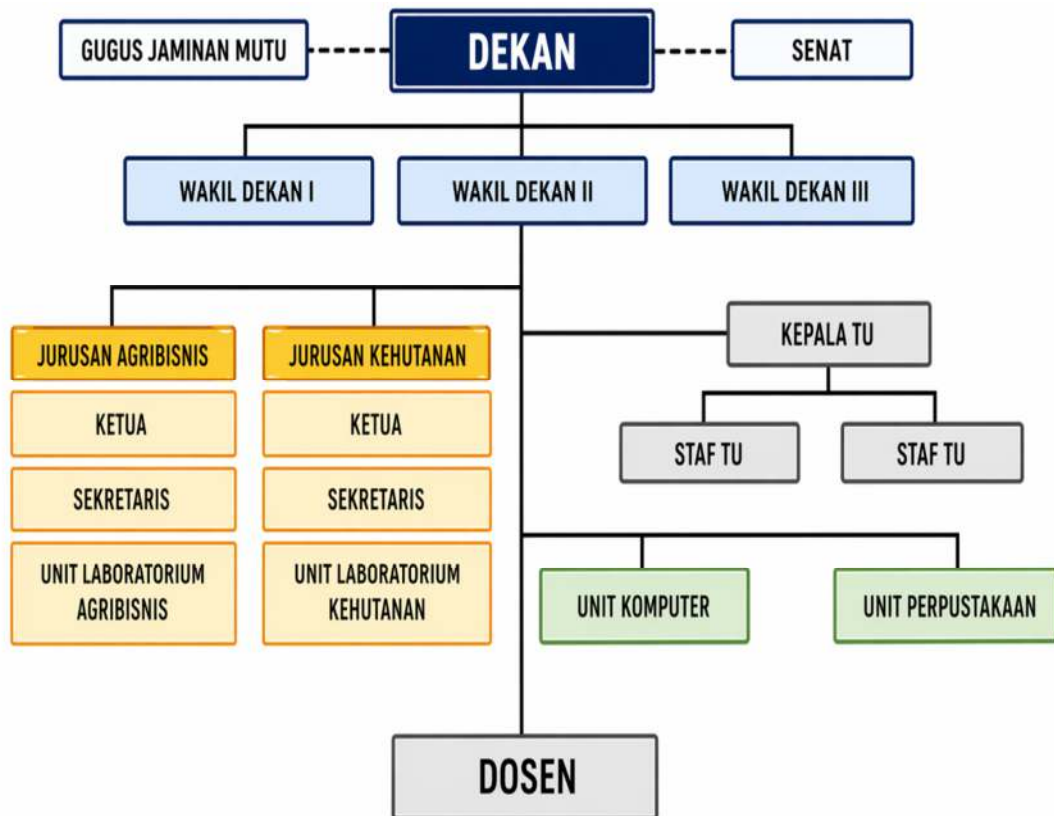 GUGUS JAMINAN MUTU
DEKAN
SENAT
WAKIL DEKAN I
WAKIL DEKAN II
WAKIL DEKAN III
JURUSAN AGRIBISNIS
KETUA
SEKRETARIS
UNIT LABORATORIUM
AGRIBISNIS
JURUSAN KEHUTANAN
KETUA
SEKRETARIS
UNIT LABORATORIUM
KEHUTANAN
KEPALA TU
STAF TU
STAF TU
UNIT KOMPUTER
UNIT PERPUSTAKAAN
DOSEN